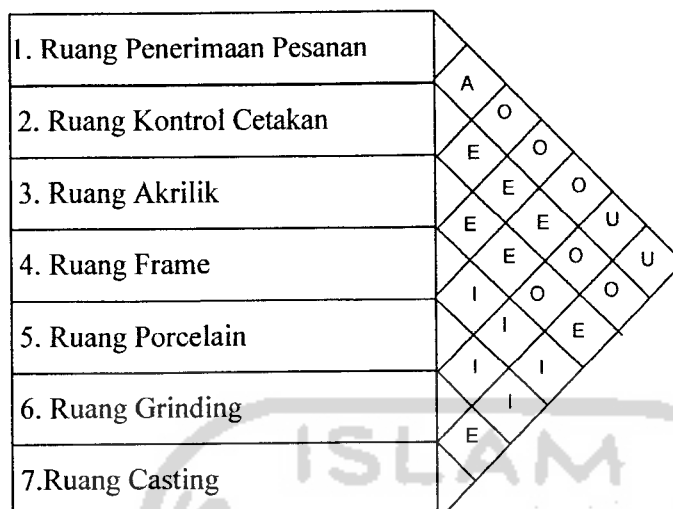 1. Ruang Penerimaan Pesanan
2. Ruang Kontrol Cetakan
3. Ruang Akrilik
4. Ruang Frame
5. Ruang Porcelain
6. Ruang Grinding
7.Ruang Casting
A
O
E O
E O
E E U
E O U
I O O
I E
I I
I
E
ISLAM